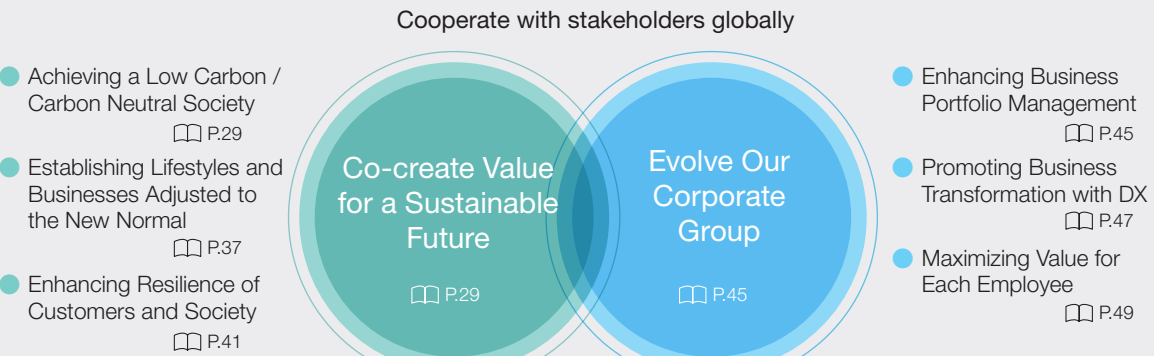 Cooperate with stakeholders globally
Achieving a Low Carbon /
Carbon Neutral Society
P.29
Establishing Lifestyles and
Businesses Adjusted to
the New Normal
P.37
Enhancing Resilience of
Customers and Society
P.41
Co-create Value
for a Sustainable
Future
P.29
Evolve Our
Corporate
Group
P.45
Enhancing Business
Portfolio Management
P.45
Promoting Business
Transformation with DX
P.47
Maximizing Value for
Each Employee
P.49